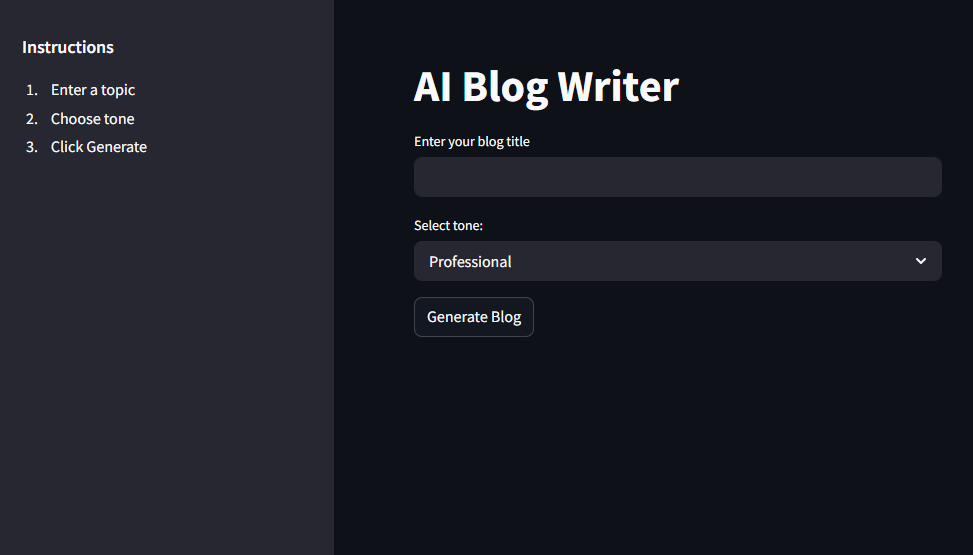 Instructions
1. Enter a topic
2. Choose tone
3. Click Generate
AI Blog Writer
Enter your blog title
Select tone:
Professional
Generate Blog